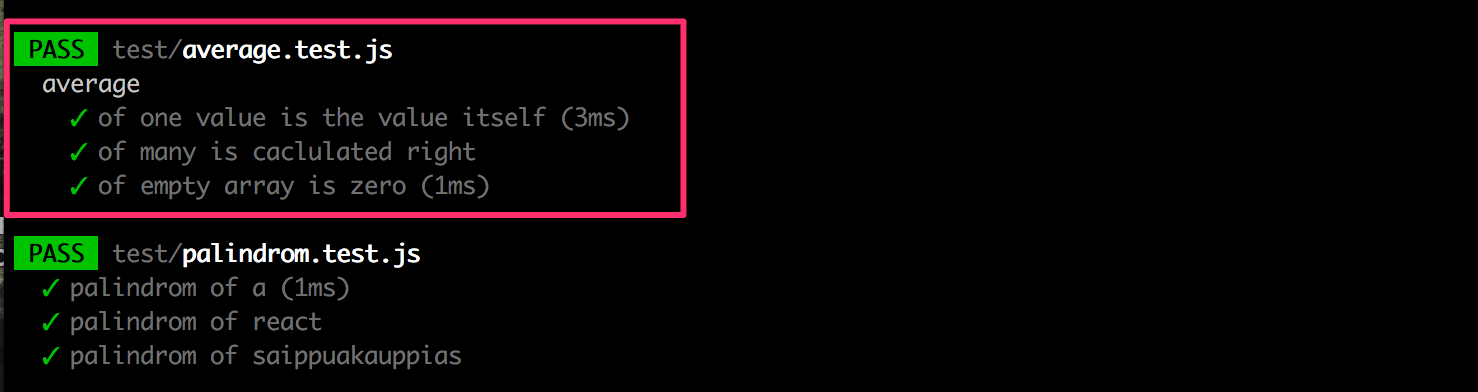 PASS test/average.test.js
average
✓ of one value is the value itself (3ms)
✓ of many is caclulated right
✓ of empty array is zero (1ms)
PASS test/palindrom.test.js
✓ palindrom of a (1ms)
✓ palindrom of react
✓ palindrom of saippuakauppias